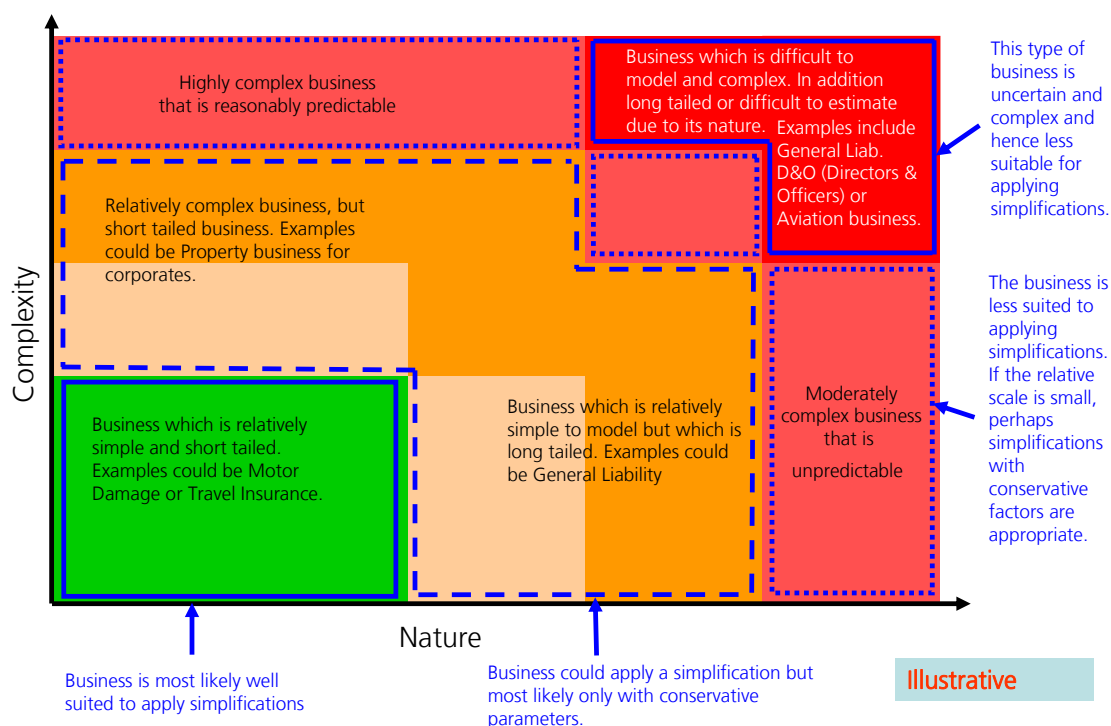 Highly complex business
that is reasonably predictable
Business which is difficult to
model and complex. In addition
long tailed or difficult to estimate
due to its nature.
Examples include
General Liab.
D&O (Directors &
Officers) or
Aviation business.
This type of
business is
uncertain and
complex and
hence less
suitable for
applying
simplifications.
Relatively complex business, but
short tailed business. Examples
could be Property business for
corporates.
Complexity
The business is
less suited to
applying
simplifications.
If the relative
scale is small,
perhaps
simplifications
with
conservative
factors are
appropriate.
Business which is relatively
simple and short tailed.
Examples could be Motor
Damage or Travel Insurance.
Business which is relatively
simple to model but which is
long tailed. Examples could
be General Liability
Moderately
complex business
that is
unpredictable
Nature
Business is most likely well
suited to apply simplifications
Business could apply a simplification but
most likely only with conservative
parameters.
Illustrative